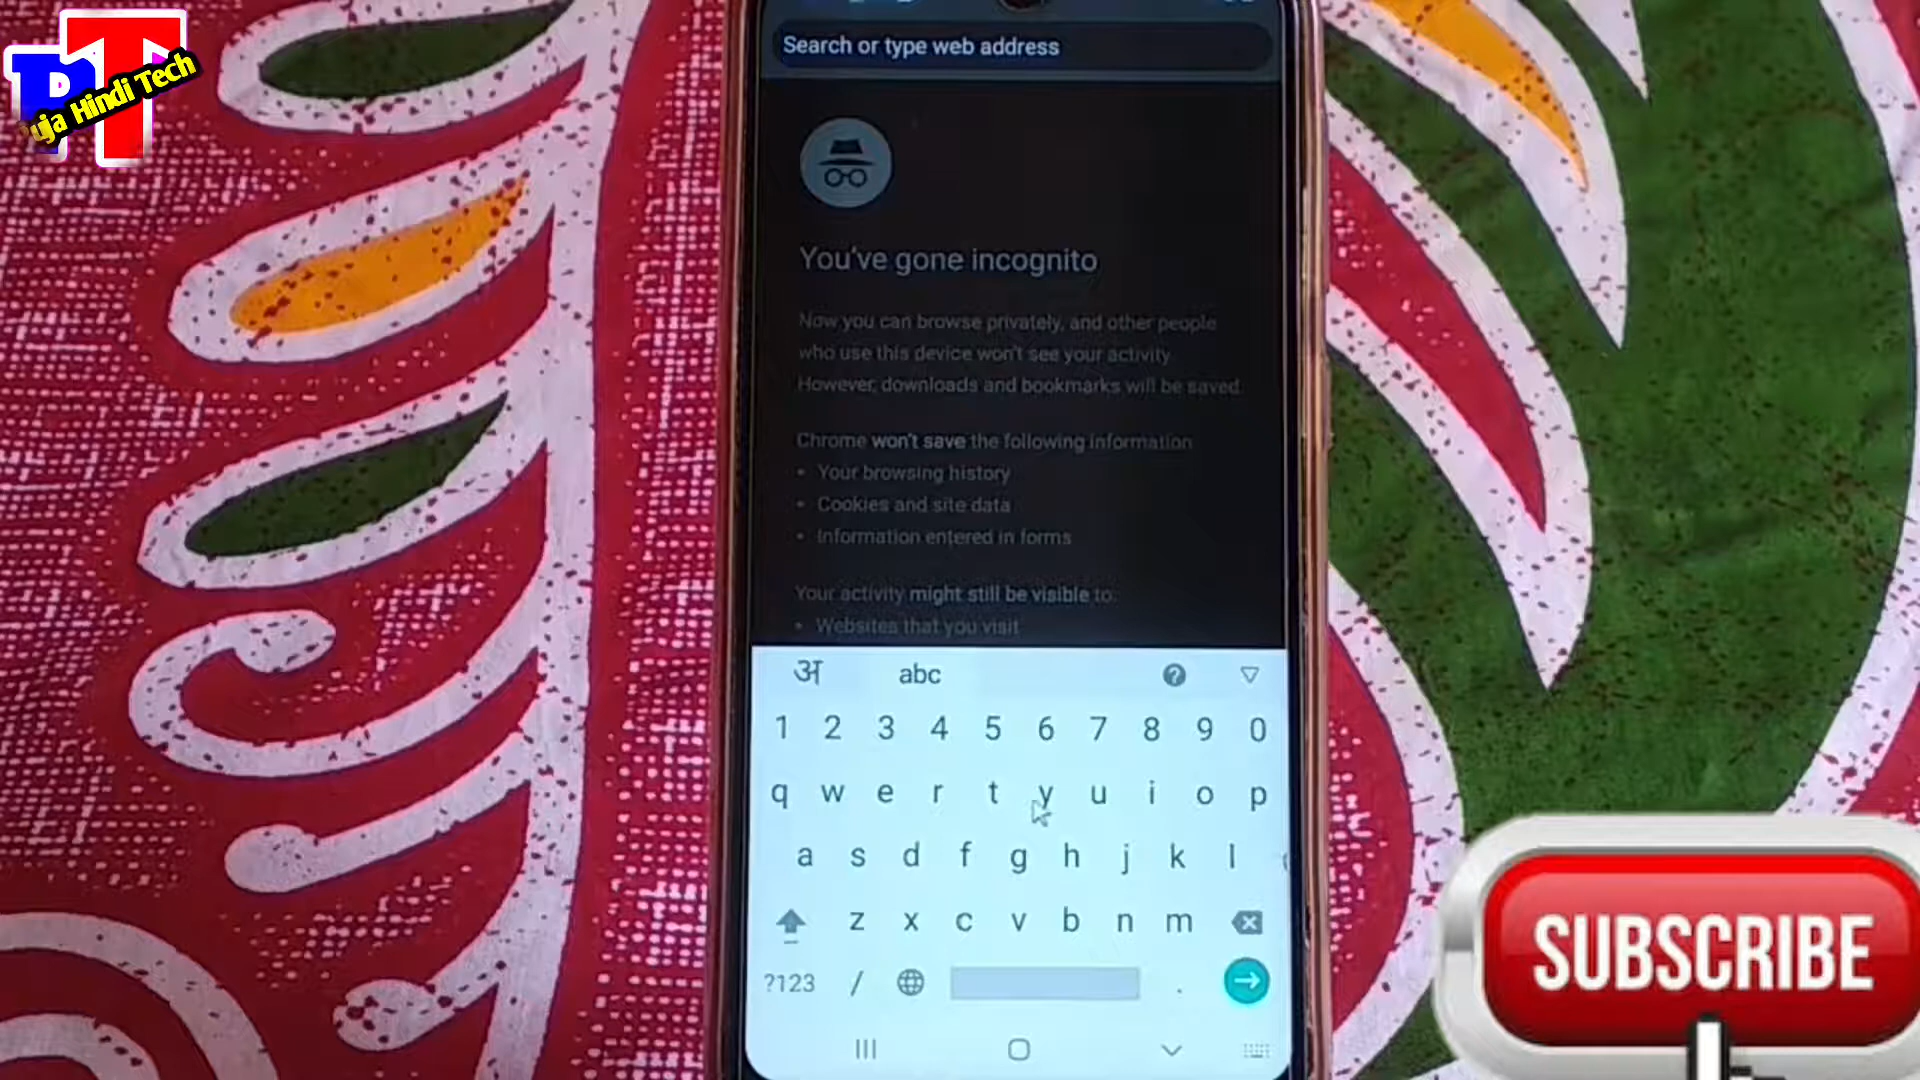 PT
Puja Hindi Tech
Search or type web address
You've gone incognito
Now you can browse privately, and other people
who use this device won't see your activity.
However, downloads and bookmarks will be saved.
Chrome won't save the following information
• Your browsing history
• Cookies and site data
• Information entered in forms
Your activity might still be visible to:
• Websites that you visit
अ abc ?
1 2 3 4 5 6 7 8 9 0
q w e r t y u i o p
a s d f g h j k l
z x c v b n m
?123 / .
SUBSCRIBE